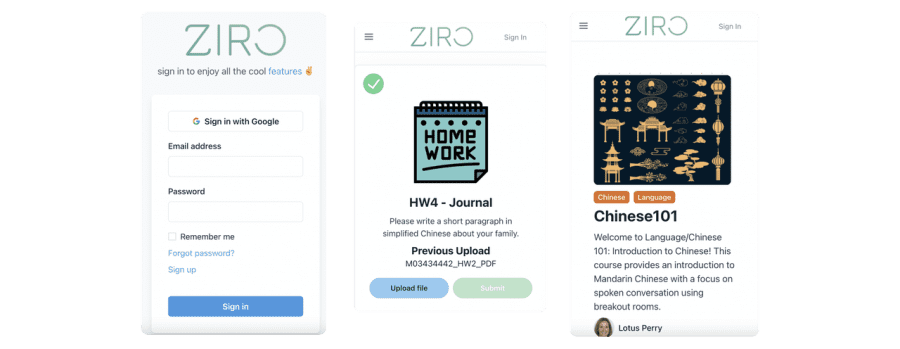 ZIRO
sign in to enjoy all the cool features ✌
Sign in with Google
Email address
Password
Remember me
Forgot password?
Sign up
Sign in
ZIRO
Sign In
HOME
WORK
HW4 - Journal
Please write a short paragraph in
simplified Chinese about your family.
Previous Upload
M03434442_HW2_PDF
Upload file
Submit
ZIRO
Sign In
Chinese
Language
Chinese101
Welcome to Language/Chinese
101: Introduction to Chinese! This
course provides an introduction to
Mandarin Chinese with a focus on
spoken conversation using
breakout rooms.
Lotus Perry